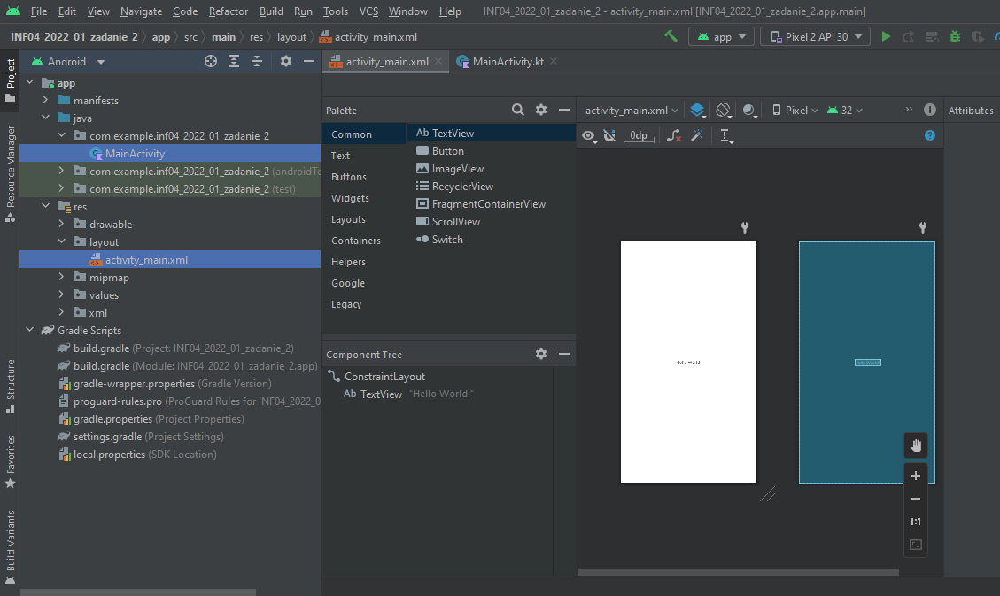 File Edit View Navigate Code Refactor Build Run Tools VCS Window Help INF04_2022_01_zadanie_2 - activity_main.xml [INF04_2022_01_zadanie_2.app.main]
INF04_2022_01_zadanie_2 app src main res layout activity_main.xml app Pixel 2 API 30
Project
Resource Manager
Structure
Favorites
Build Variants
Android
app
manifests
java
com.example.inf04_2022_01_zadanie_2
MainActivity
com.example.inf04_2022_01_zadanie_2 (androidTe
com.example.inf04_2022_01_zadanie_2 (test)
res
drawable
layout
activity_main.xml
mipmap
values
xml
Gradle Scripts
build.gradle (Project: INF04_2022_01_zadanie_2)
build.gradle (Module: INF04_2022_01_zadanie_2.app)
gradle-wrapper.properties (Gradle Version)
proguard-rules.pro (ProGuard Rules for INF04_2022_0
gradle.properties (Project Properties)
settings.gradle (Project Settings)
local.properties (SDK Location)
activity_main.xml MainActivity.kt
Palette
Common
Text
Buttons
Widgets
Layouts
Containers
Helpers
Google
Legacy
Ab TextView
Button
ImageView
RecyclerView
FragmentContainerView
ScrollView
Switch
Component Tree
ConstraintLayout
Ab TextView "Hello World!"
activity_main.xml Pixel 32 Attributes
0dp
Hello World!
Hello World!
1:1